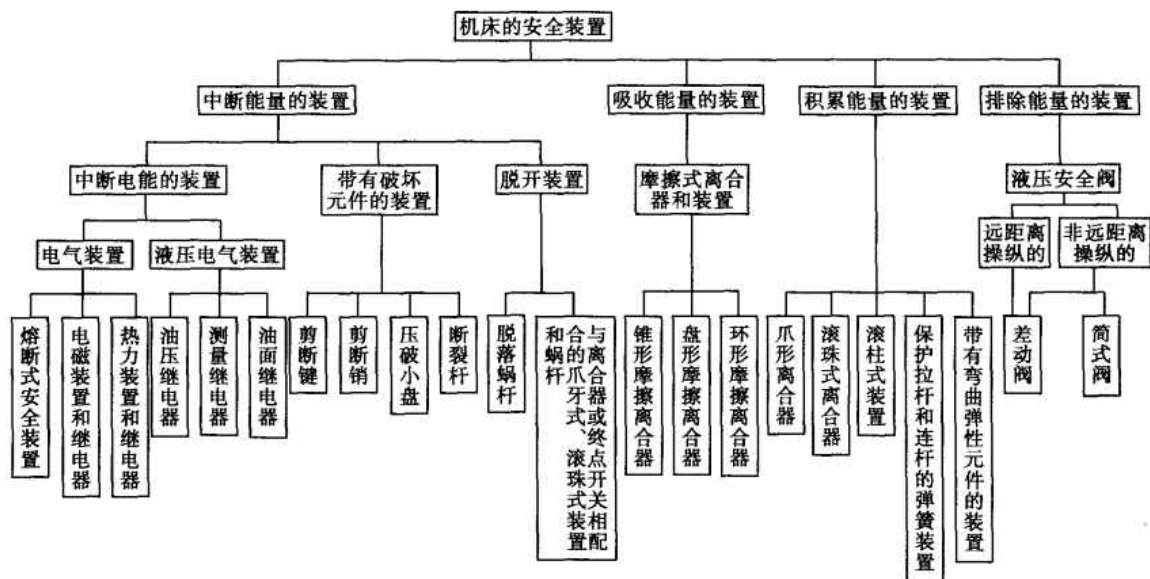 机床的安全装置
中断能量的装置
吸收能量的装置
积累能量的装置
排除能量的装置
中断电能的装置
带有破坏
元件的装置
脱开装置
摩擦式离合
器和装置
液压安全阀
电气装置
液压电气装置
远距离
操纵的
非远距离
操纵的
熔断式安全装置
电磁装置和继电器
热力装置和继电器
油压继电器
测量继电器
油面继电器
剪断键
剪断销
压破小盘
断裂杆
脱落蜗杆
与离合器或终点开关相配
合的爪牙式、滚珠式装置
和蜗杆
锥形摩擦离合器
盘形摩擦离合器
环形摩擦离合器
爪形离合器
滚珠式离合器
滚柱式装置
保护拉杆和连杆的弹簧装置
带有弯曲弹性元件的装置
差动阀
简式阀